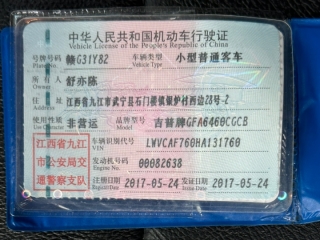 中华人民共和国机动车行驶证
Vehicle License of the People's Republic of China
号牌号码 赣G31Y82 车辆类型 小型普通客车
Plate No. Vehicle Type
所有人 舒亦陈
Owner
住址 江西省九江市武宁县石门楼镇银炉村西边28号-2
Address
使用性质 非营运 品牌型号 吉普牌GFA6460CGCB
Use Character Model
江西省九江
市公安局交
通警察支队
车辆识别代号 LWVCAF760HA131760
VIN
发动机号码 00082638
Engine No.
注册日期 2017-05-24 发证日期 2017-05-24
Register Date Issue Date